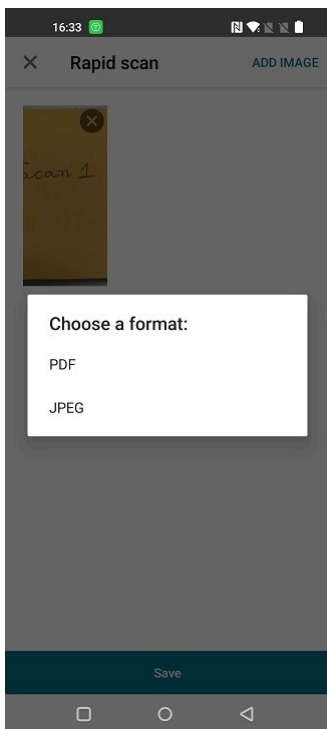 16:33
Rapid scan
ADD IMAGE
Scan 1
Choose a format:
PDF
JPEG
Save